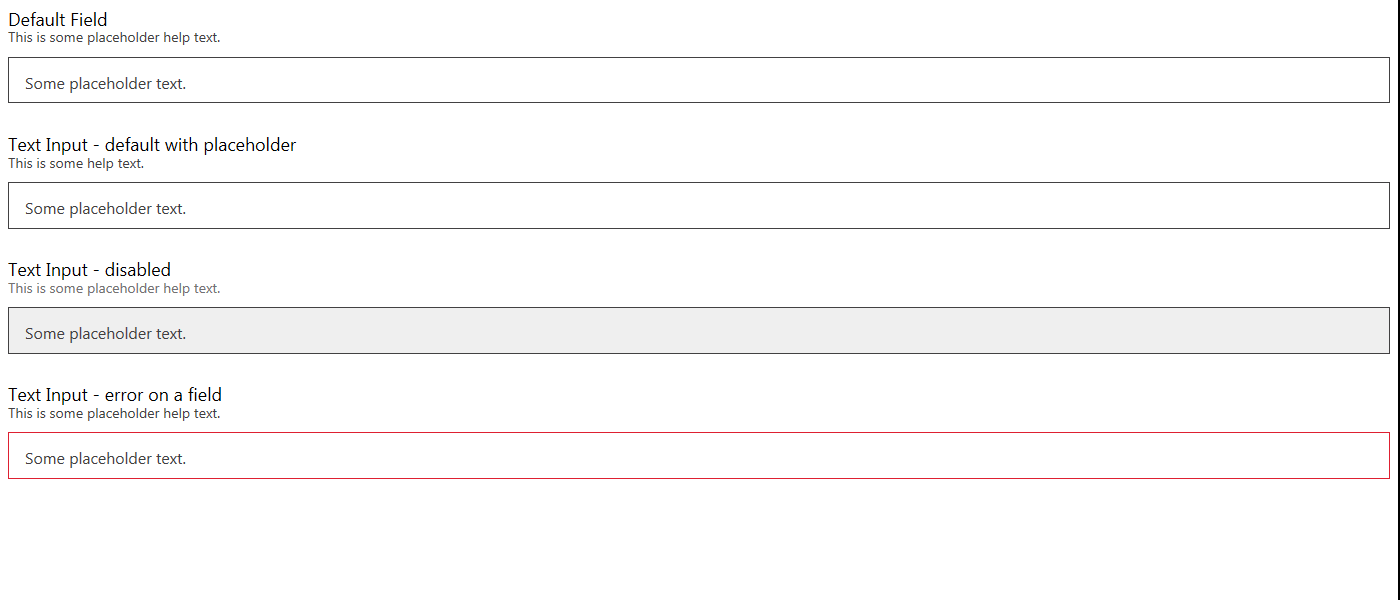 Default Field
This is some placeholder help text.
Some placeholder text.
Text Input - default with placeholder
This is some help text.
Some placeholder text.
Text Input - disabled
This is some placeholder help text.
Some placeholder text.
Text Input - error on a field
This is some placeholder help text.
Some placeholder text.